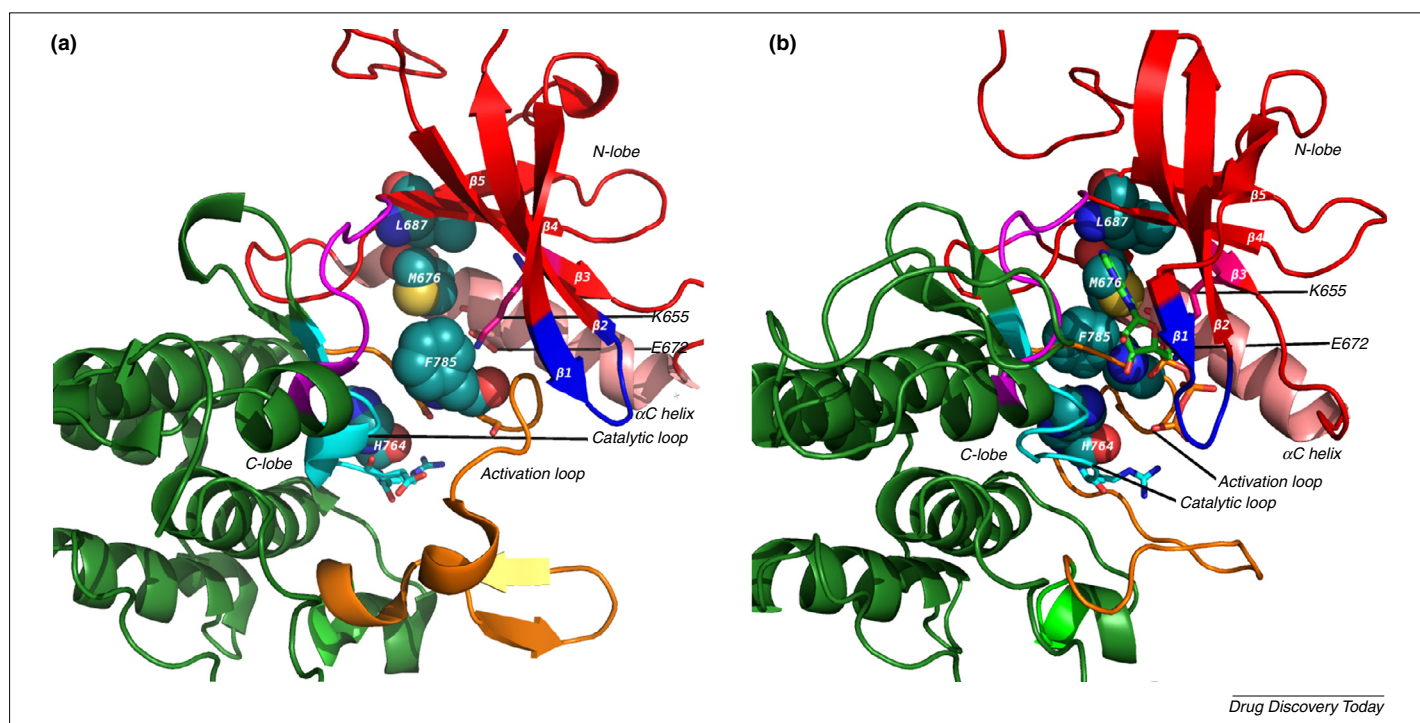 (a)
N-lobe
β5
L687
β4
M676
β3
K655
β2
E672
F785
β1
αC helix
Catalytic loop
H764
C-lobe
Activation loop
(b)
N-lobe
β5
L687
β4
M676
β3
K655
F785
β1
β2
E672
H764
C-lobe
αC helix
Activation loop
Catalytic loop
Drug Discovery Today